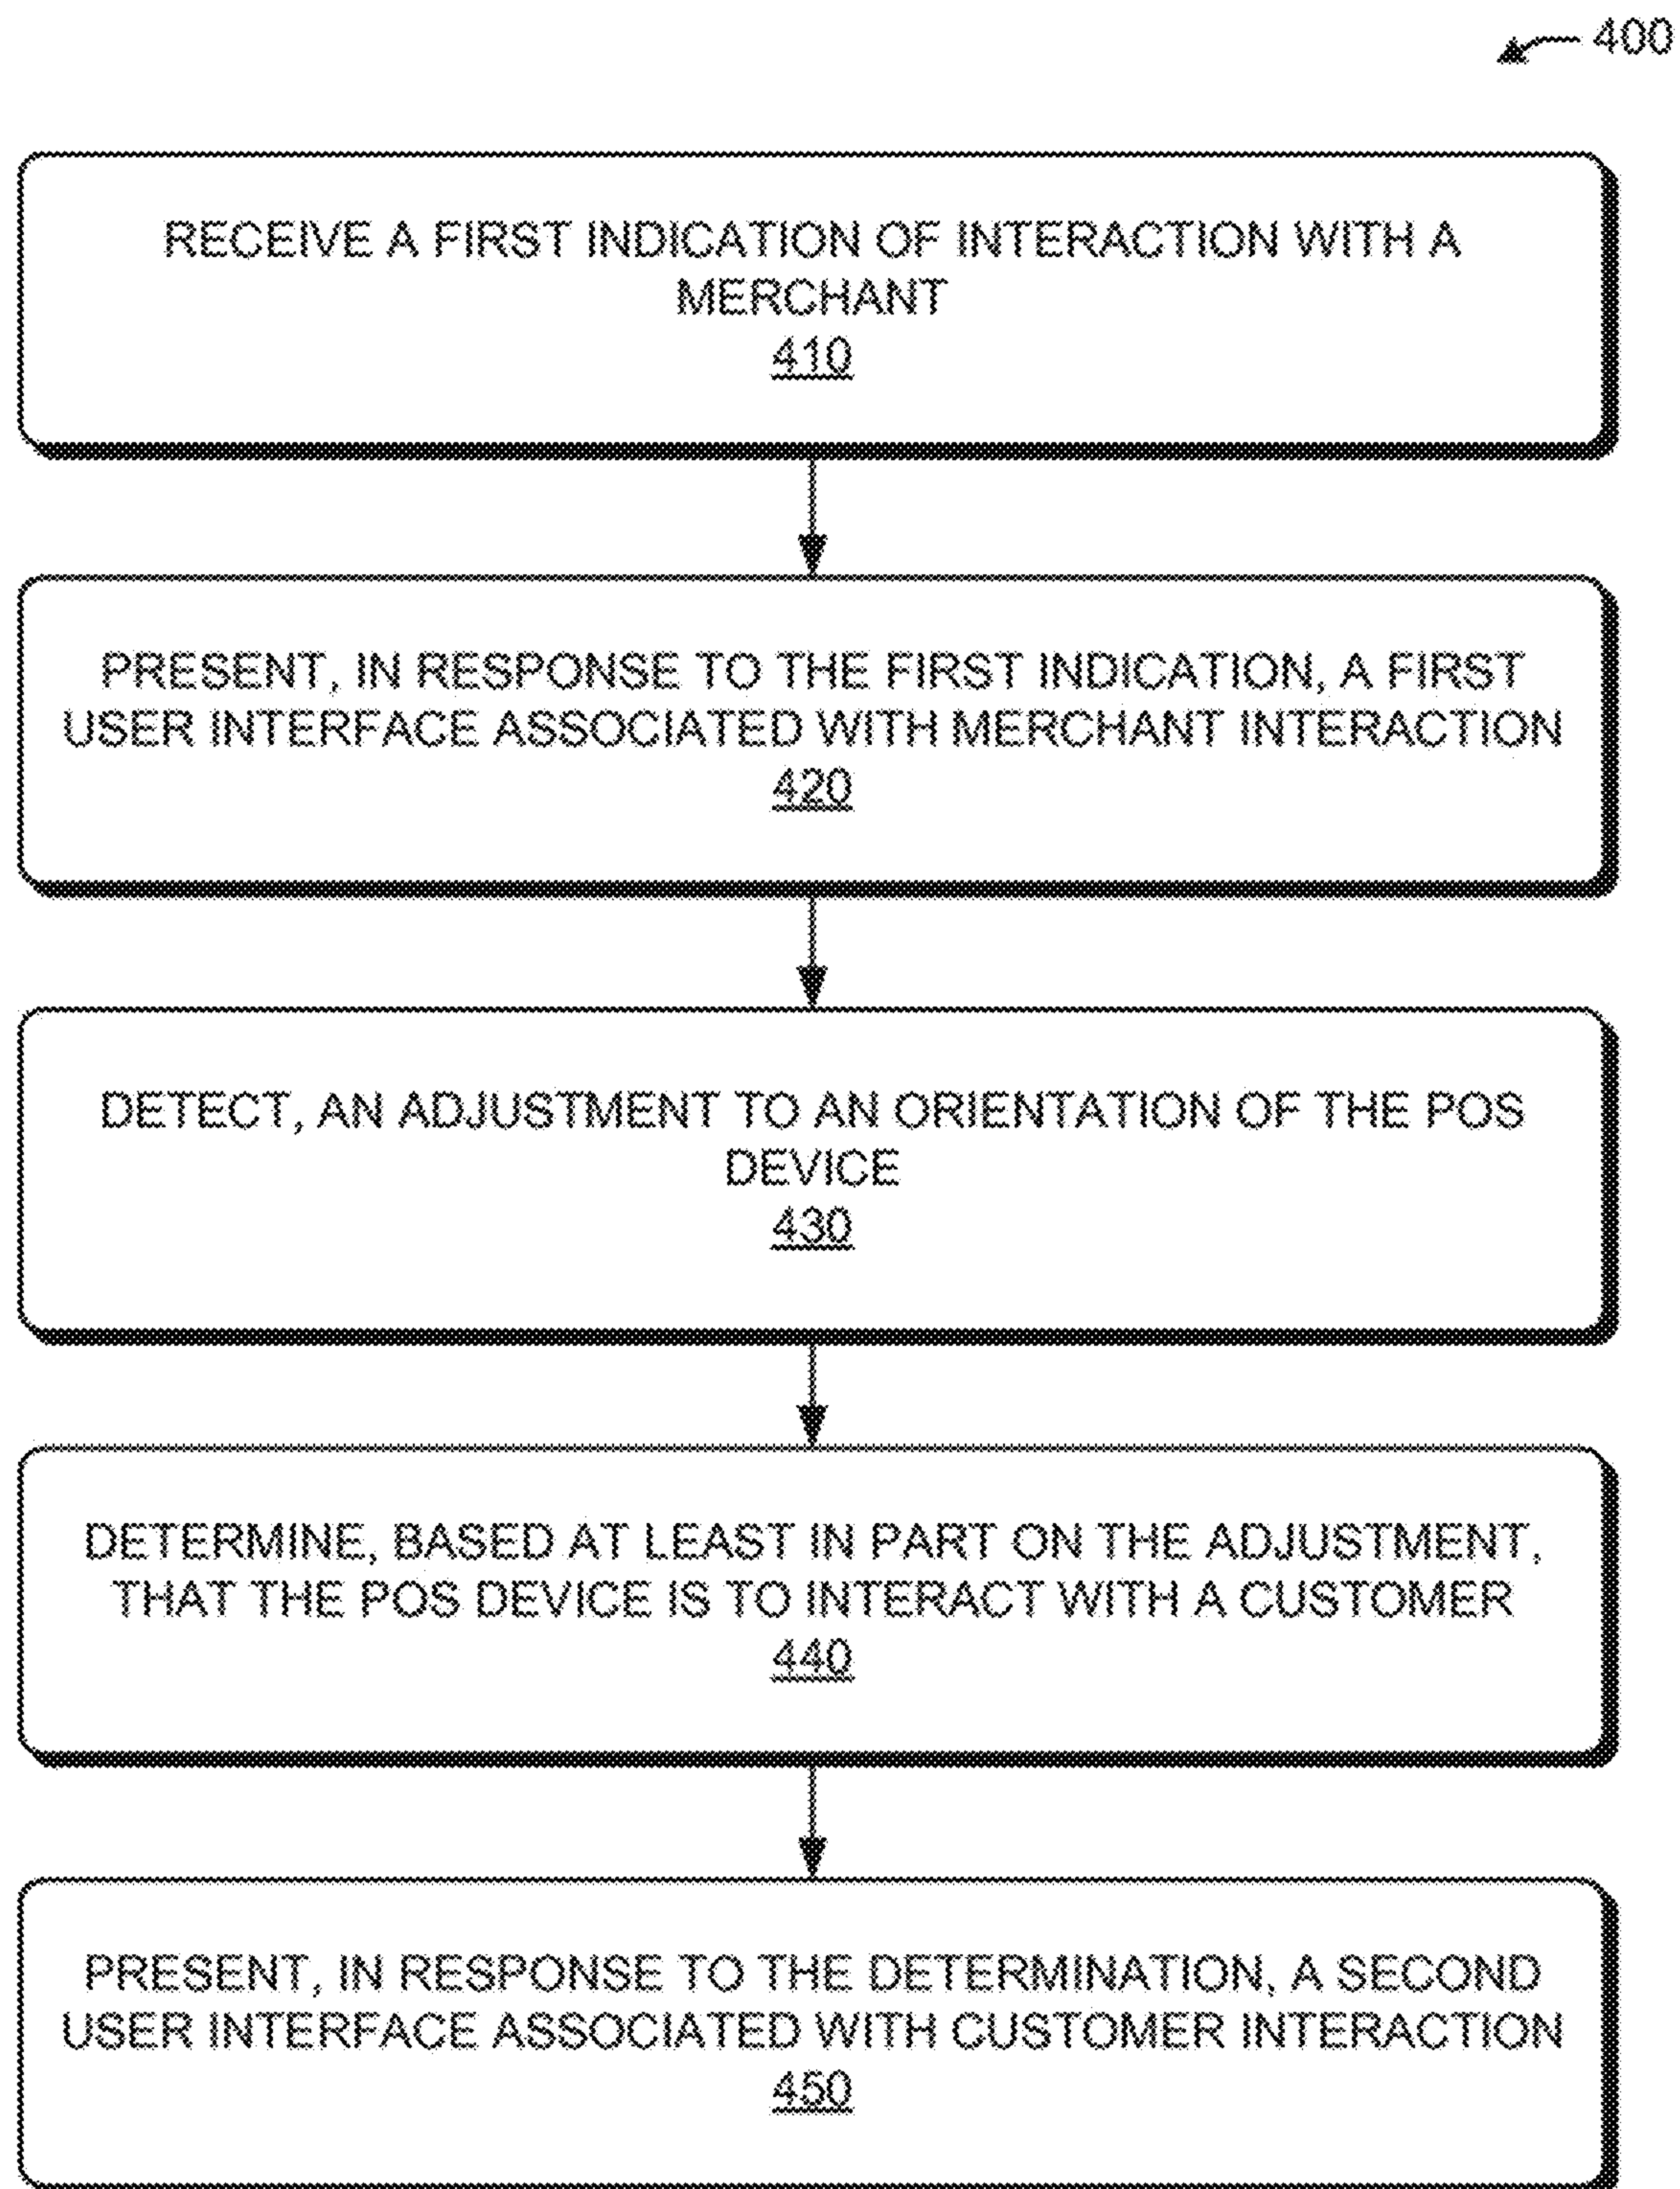 400
RECEIVE A FIRST INDICATION OF INTERACTION WITH A
MERCHANT
410
PRESENT, IN RESPONSE TO THE FIRST INDICATION, A FIRST
USER INTERFACE ASSOCIATED WITH MERCHANT INTERACTION
420
DETECT, AN ADJUSTMENT TO AN ORIENTATION OF THE POS
DEVICE
430
DETERMINE, BASED AT LEAST IN PART ON THE ADJUSTMENT,
THAT THE POS DEVICE IS TO INTERACT WITH A CUSTOMER
440
PRESENT, IN RESPONSE TO THE DETERMINATION, A SECOND
USER INTERFACE ASSOCIATED WITH CUSTOMER INTERACTION
450